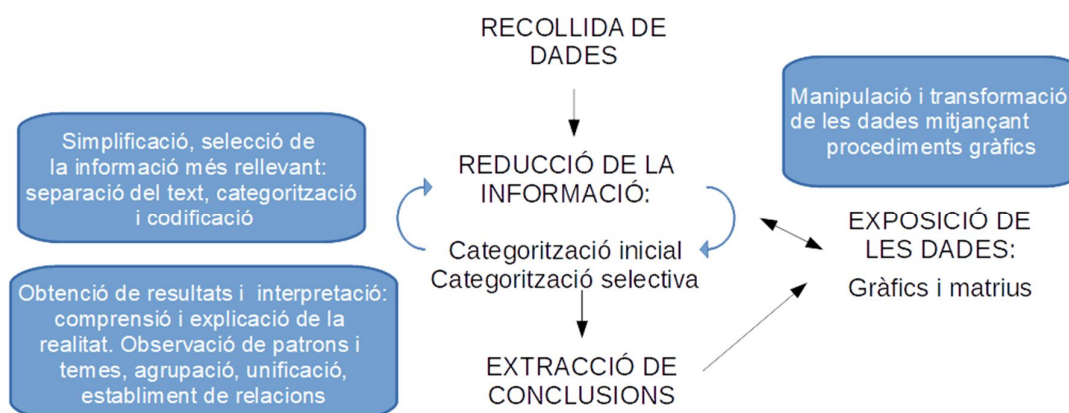 RECOLLIDA DE
DADES
Simplificació, selecció de
la informació més rellevant:
separació del text, categorització
i codificació
Manipulació i transformació
de les dades mitjançant
procediments gràfics
REDUCCIÓ DE LA
INFORMACIÓ:
Categorització inicial
Categorització selectiva
EXPOSICIÓ DE
LES DADES:
Gràfics i matrius
Obtenció de resultats i interpretació:
comprensió i explicació de la
realitat. Observació de patrons i
temes, agrupació, unificació,
establiment de relacions
EXTRACCIÓ DE
CONCLUSIONS